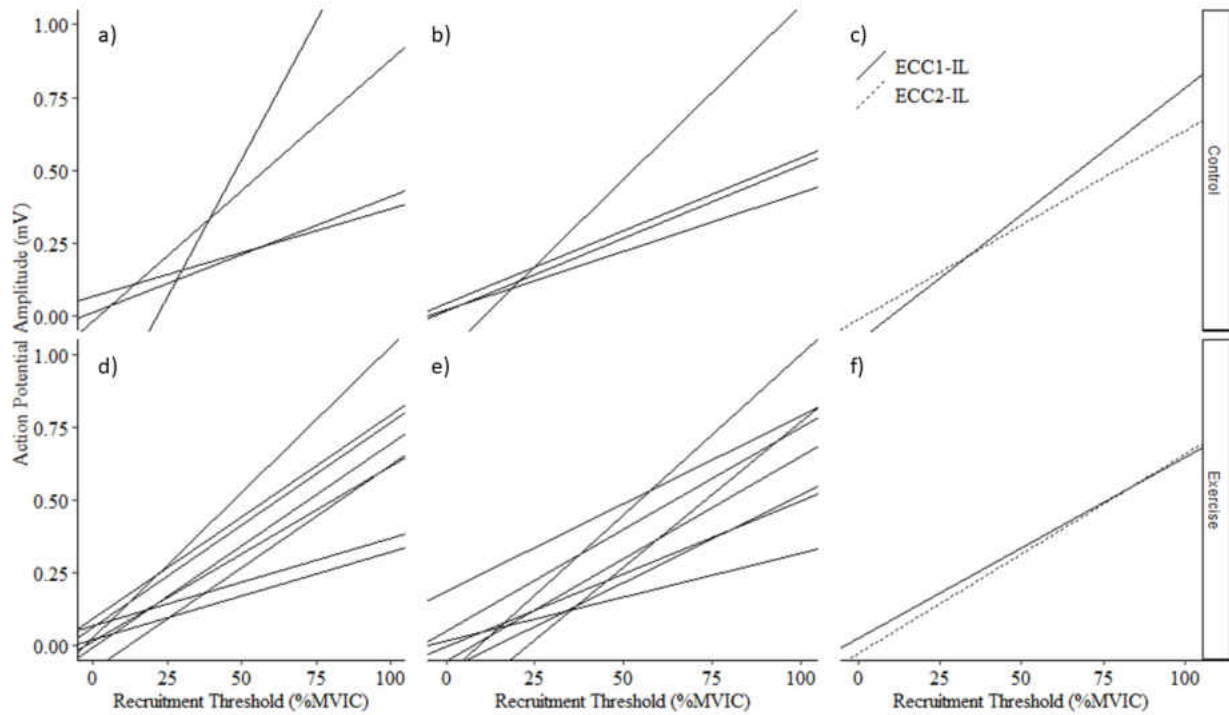 a)
b)
c)
ECC1-IL
ECC2-IL
Control
1.00
0.75
0.50
0.25
0.00
Action Potential Amplitude (mV)
d)
e)
f)
Exercise
1.00
0.75
0.50
0.25
0.00
0 25 50 75 100
0 25 50 75 100
0 25 50 75 100
Recruitment Threshold (%MVIC)
Recruitment Threshold (%MVIC)
Recruitment Threshold (%MVIC)